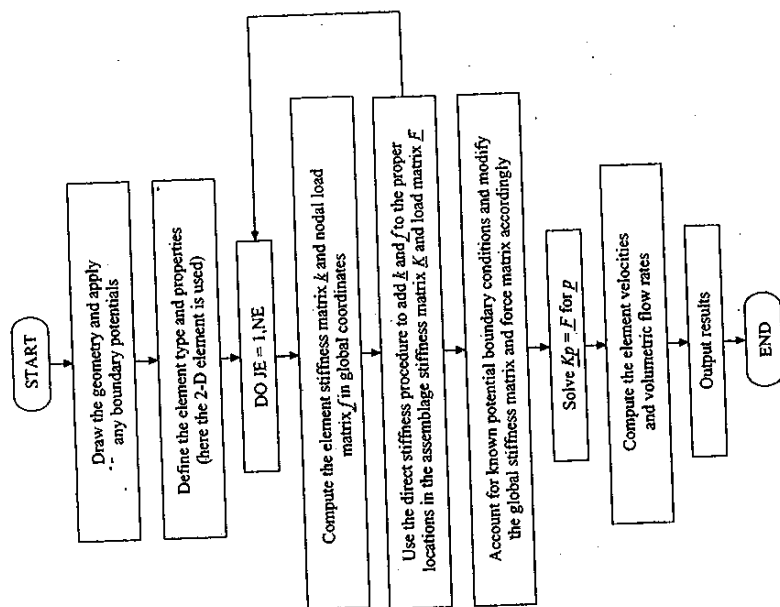 START
Draw the geometry and apply
any boundary potentials
Define the element type and properties
(here the 2-D element is used)
DO JE = 1,NE
Compute the element stiffness matrix k and nodal load
matrix f in global coordinates
Use the direct stiffness procedure to add k and f to the proper
locations in the assemblage stiffness matrix K and load matrix F
Account for known potential boundary conditions and modify
the global stiffness matrix and force matrix accordingly
Solve Kp = F for p
Compute the element velocities
and volumetric flow rates
Output results
END